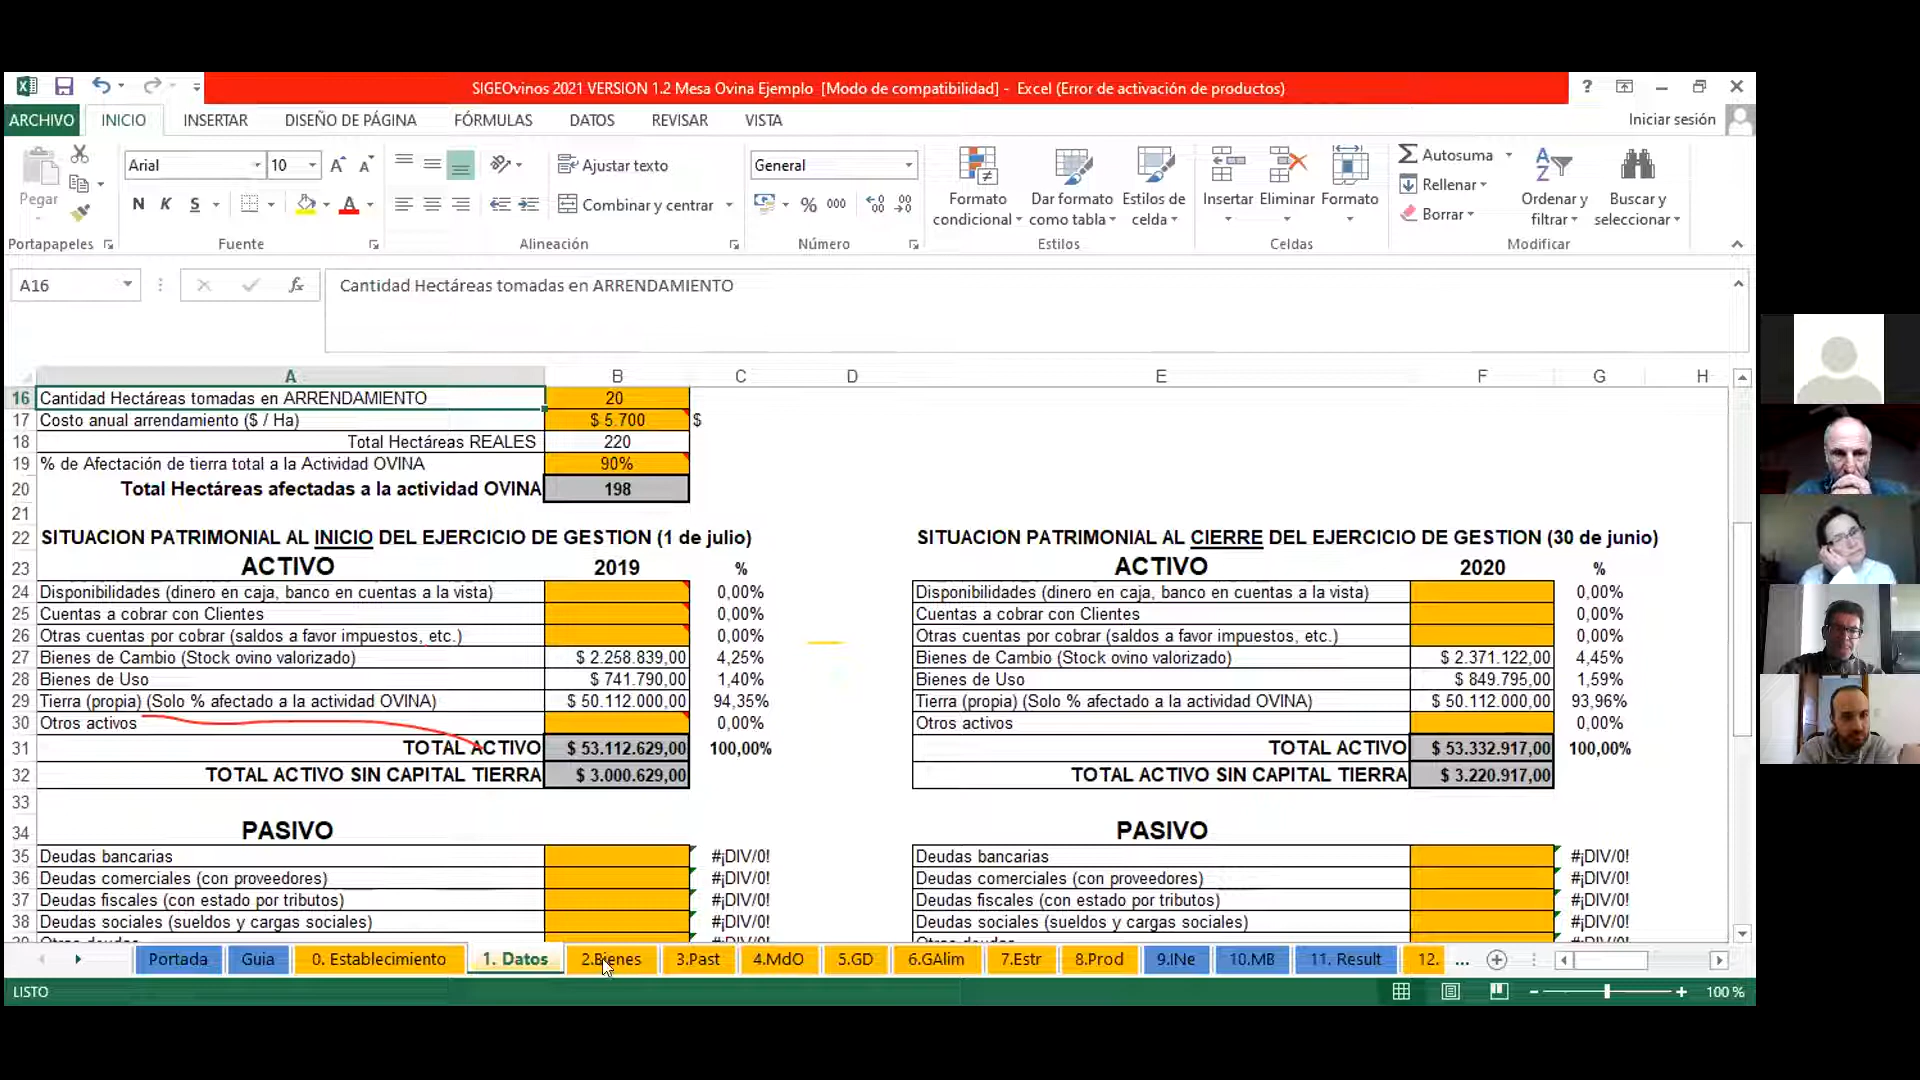 SIGEOvinos 2021 VERSION 1.2 Mesa Ovina Ejemplo [Modo de compatibilidad] - Excel (Error de activación de productos)
ARCHIVO INICIO INSERTAR DISEÑO DE PÁGINA FÓRMULAS DATOS REVISAR VISTA Iniciar sesión
Pegar
Arial 10
N K S
Ajustar texto
Combinar y centrar
General
% 000
Formato condicional
Dar formato como tabla
Estilos de celda
Insertar Eliminar Formato
Autosuma
Rellenar
Borrar
Ordenar y filtrar
Buscar y seleccionar
Portapapeles Fuente Alineación Número Estilos Celdas Modificar
A16 fx Cantidad Hectáreas tomadas en ARRENDAMIENTO
A B C D E F G H
16 Cantidad Hectáreas tomadas en ARRENDAMIENTO 20
17 Costo anual arrendamiento ($ / Ha) $ 5.700 $
18 Total Hectáreas REALES 220
19 % de Afectación de tierra total a la Actividad OVINA 90%
20 Total Hectáreas afectadas a la actividad OVINA 198
21
22 SITUACION PATRIMONIAL AL INICIO DEL EJERCICIO DE GESTION (1 de julio) SITUACION PATRIMONIAL AL CIERRE DEL EJERCICIO DE GESTION (30 de junio)
23 ACTIVO 2019 % ACTIVO 2020 %
24 Disponibilidades (dinero en caja, banco en cuentas a la vista) 0,00% Disponibilidades (dinero en caja, banco en cuentas a la vista) 0,00%
25 Cuentas a cobrar con Clientes 0,00% Cuentas a cobrar con Clientes 0,00%
26 Otras cuentas por cobrar (saldos a favor impuestos, etc.) 0,00% Otras cuentas por cobrar (saldos a favor impuestos, etc.) 0,00%
27 Bienes de Cambio (Stock ovino valorizado) $ 2.258.839,00 4,25% Bienes de Cambio (Stock ovino valorizado) $ 2.371.122,00 4,45%
28 Bienes de Uso $ 741.790,00 1,40% Bienes de Uso $ 849.795,00 1,59%
29 Tierra (propia) (Solo % afectado a la actividad OVINA) $ 50.112.000,00 94,35% Tierra (propia) (Solo % afectado a la actividad OVINA) $ 50.112.000,00 93,96%
30 Otros activos 0,00% Otros activos 0,00%
31 TOTAL ACTIVO $ 53.112.629,00 100,00% TOTAL ACTIVO $ 53.332.917,00 100,00%
32 TOTAL ACTIVO SIN CAPITAL TIERRA $ 3.000.629,00 TOTAL ACTIVO SIN CAPITAL TIERRA $ 3.220.917,00
33
34 PASIVO PASIVO
35 Deudas bancarias #¡DIV/0! Deudas bancarias #¡DIV/0!
36 Deudas comerciales (con proveedores) #¡DIV/0! Deudas comerciales (con proveedores) #¡DIV/0!
37 Deudas fiscales (con estado por tributos) #¡DIV/0! Deudas fiscales (con estado por tributos) #¡DIV/0!
38 Deudas sociales (sueldos y cargas sociales) #¡DIV/0! Deudas sociales (sueldos y cargas sociales) #¡DIV/0!
Portada Guia 0. Establecimiento 1. Datos 2.Bienes 3.Past 4.MdO 5.GD 6.GAlim 7.Estr 8.Prod 9.INe 10.MB 11. Result 12. ...
LISTO 100 %